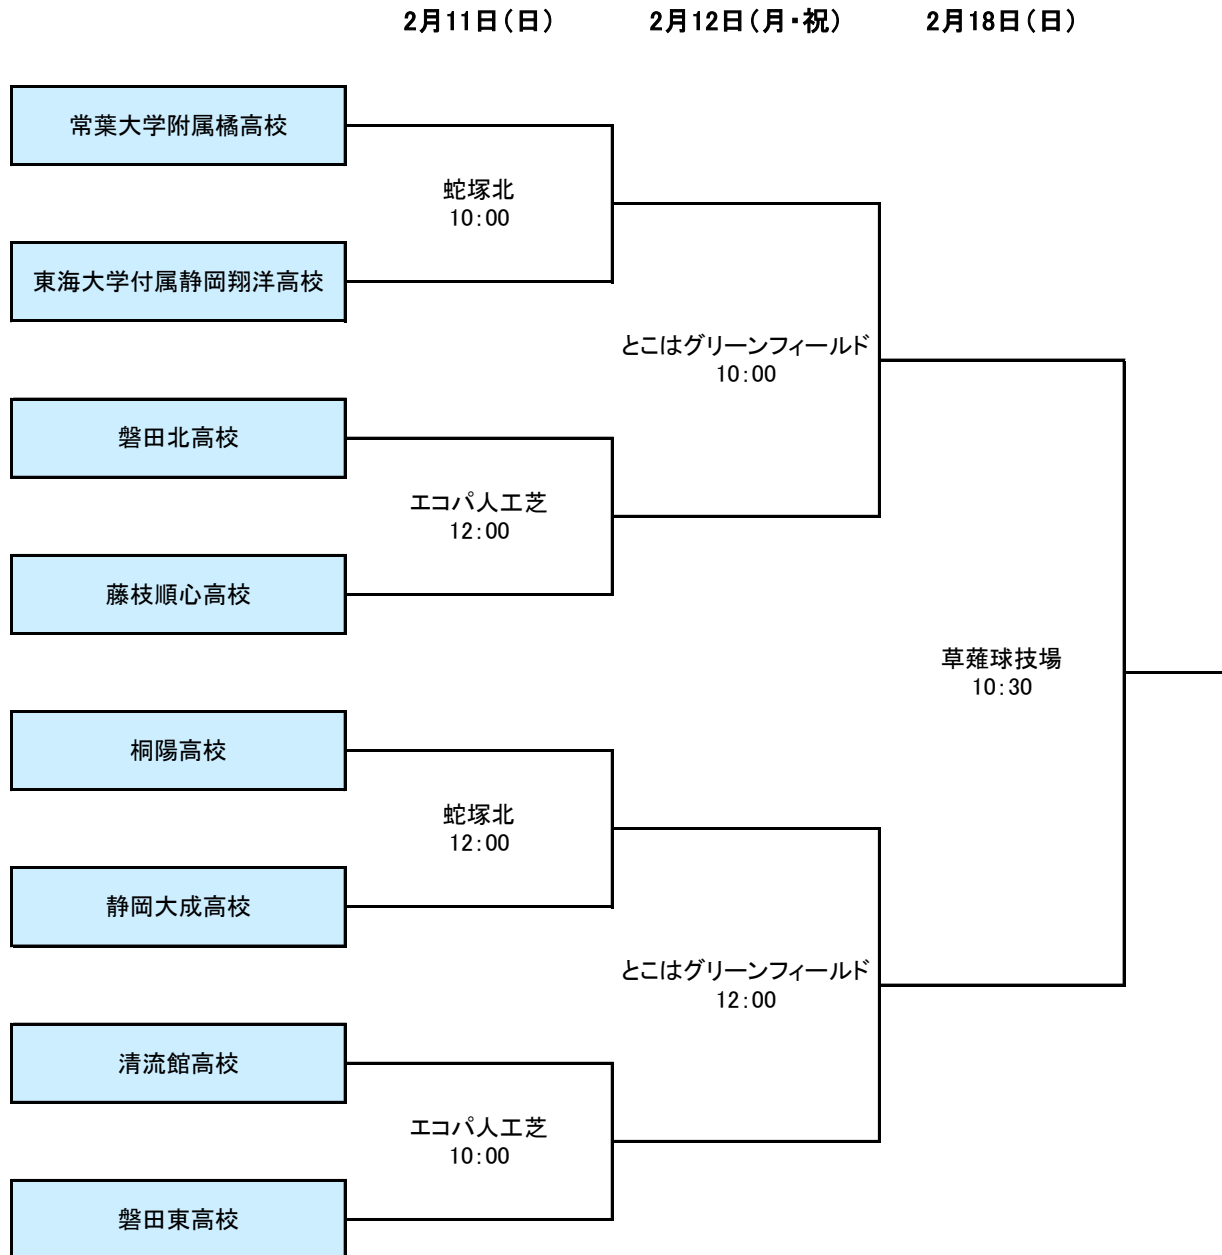 2月11日(日)
2月12日(月・祝)
2月18日(日)
常葉大学附属橘高校
蛇塚北
10:00
東海大学付属静岡翔洋高校
とこはグリーンフィールド
10:00
磐田北高校
エコパ人工芝
12:00
藤枝順心高校
草薙球技場
10:30
桐陽高校
蛇塚北
12:00
静岡大成高校
とこはグリーンフィールド
12:00
清流館高校
エコパ人工芝
10:00
磐田東高校